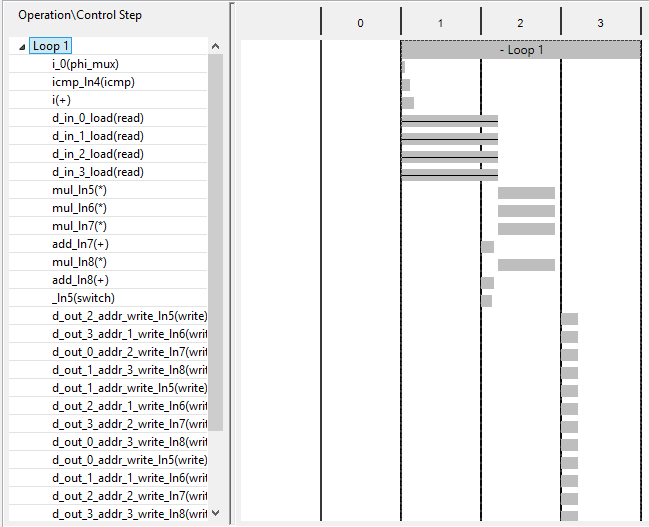 Operation\Control Step
0
1
2
3
Loop 1
- Loop 1
i_0(phi_mux)
icmp_ln4(icmp)
i(+)
d_in_0_load(read)
d_in_1_load(read)
d_in_2_load(read)
d_in_3_load(read)
mul_ln5(*)
mul_ln6(*)
mul_ln7(*)
add_ln7(+)
mul_ln8(*)
add_ln8(+)
_ln5(switch)
d_out_2_addr_write_ln5(write)
d_out_3_addr_1_write_ln6(writ
d_out_0_addr_2_write_ln7(writ
d_out_1_addr_3_write_ln8(writ
d_out_1_addr_write_ln5(write)
d_out_2_addr_1_write_ln6(writ
d_out_3_addr_2_write_ln7(writ
d_out_0_addr_3_write_ln8(writ
d_out_0_addr_write_ln5(write)
d_out_1_addr_1_write_ln6(writ
d_out_2_addr_2_write_ln7(writ
d_out_3_addr_3_write_ln8(writ